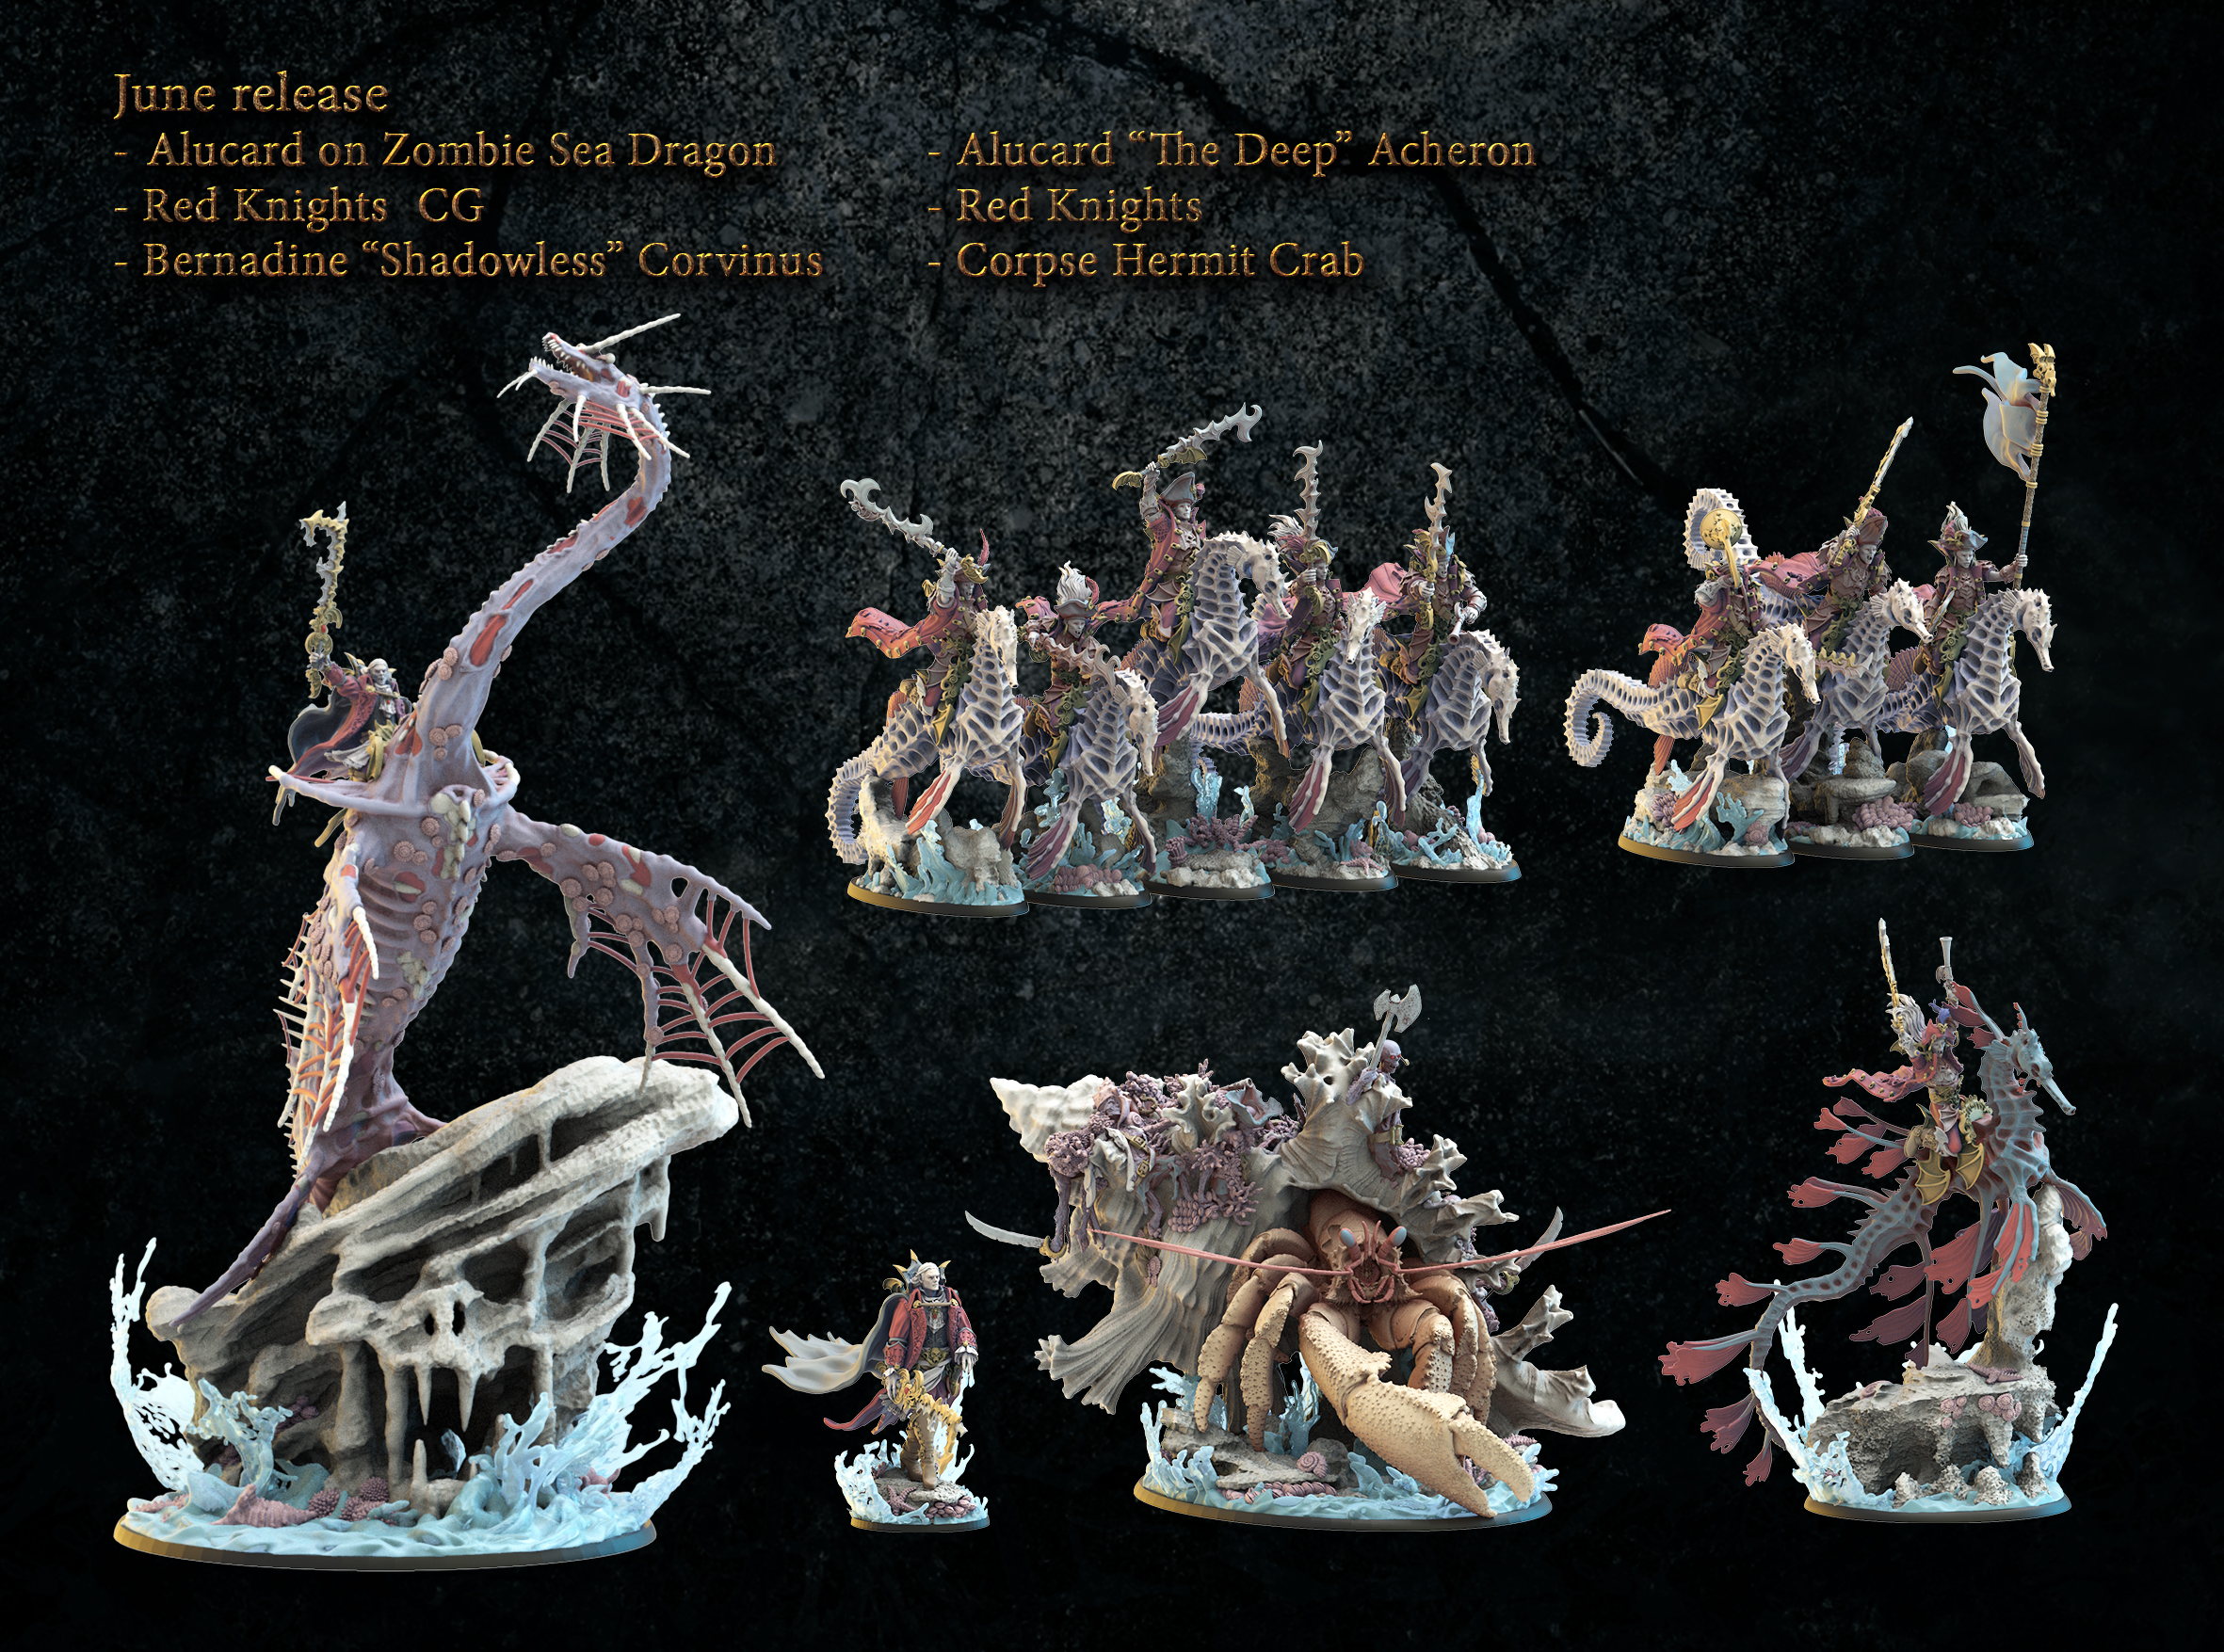 June release
- Alucard on Zombie Sea Dragon
- Red Knights CG
- Bernadine “Shadowless” Corvinus
- Alucard “The Deep” Acheron
- Red Knights
- Corpse Hermit Crab